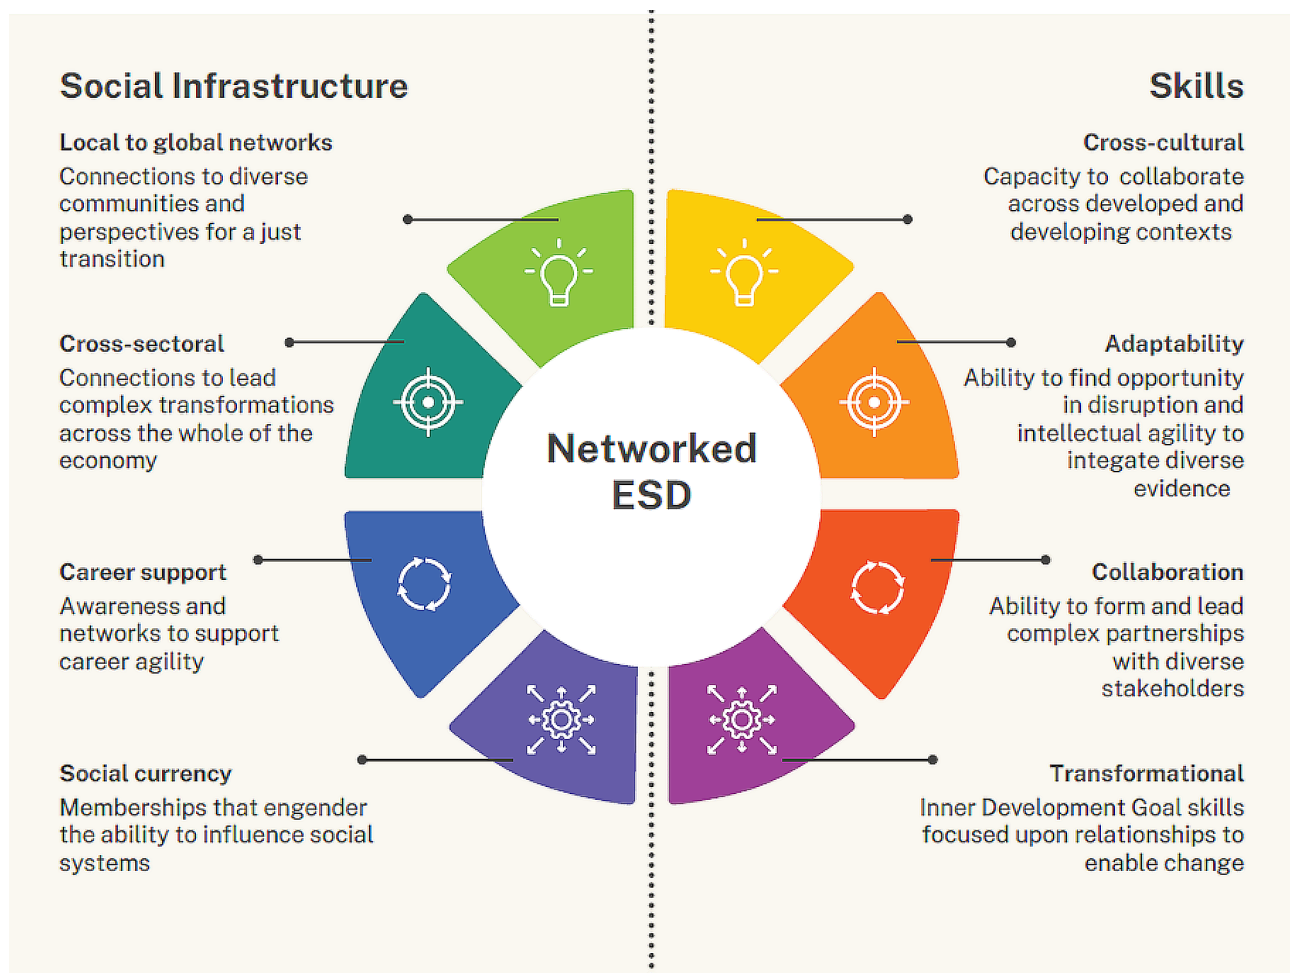 Social Infrastructure
Local to global networks
Connections to diverse
communities and
perspectives for a just
transition
Cross-sectoral
Connections to lead
complex transformations
across the whole of the
economy
Career support
Awareness and
networks to support
career agility
Social currency
Memberships that engender
the ability to influence social
systems
Networked
ESD
Skills
Cross-cultural
Capacity to collaborate
across developed and
developing contexts
Adaptability
Ability to find opportunity
in disruption and
intellectual agility to
integate diverse
evidence
Collaboration
Ability to form and lead
complex partnerships
with diverse
stakeholders
Transformational
Inner Development Goal skills
focused upon relationships to
enable change